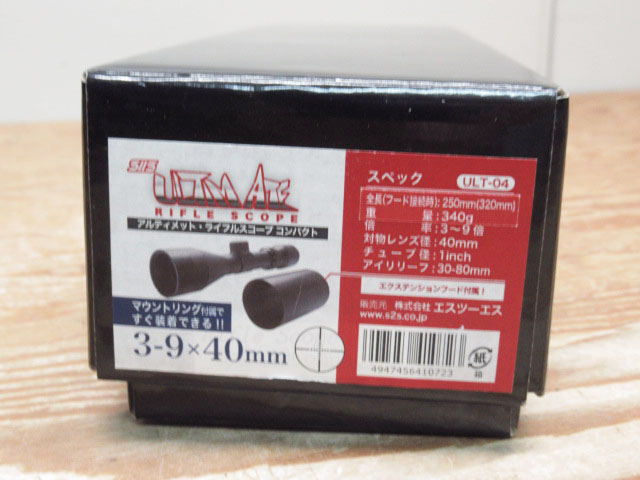 SIIS
ULTIMATE
RIFLE SCOPE
アルティメット・ライフルスコープ コンパクト
マウントリング付属で
すぐ装着できる!!
3-9×40mm
スペック
ULT-04
全長(フード接続時): 250mm(320mm)
重量: 340g
倍率: 3〜9倍
対物レンズ径: 40mm
チューブ径: 1inch
アイリリーフ: 30-80mm
エクステンションフード付属!
販売元 株式会社 エスツーエス
www.s2s.co.jp
4947456410723
紙
箱